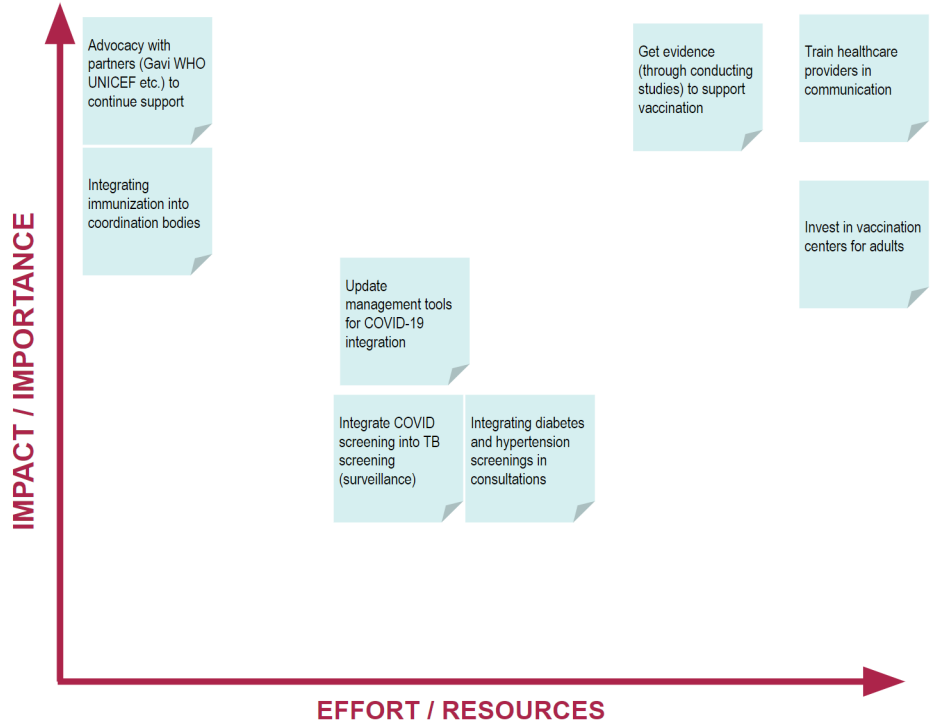 Advocacy with
partners (Gavi WHO
UNICEF etc.) to
continue support
Get evidence
(through conducting
studies) to support
vaccination
Train healthcare
providers in
communication
Integrating
immunization into
coordination bodies
Invest in vaccination
centers for adults
Update
management tools
for COVID-19
integration
Integrate COVID
screening into TB
screening
(surveillance)
Integrating diabetes
and hypertension
screenings in
consultations
IMPACT / IMPORTANCE
EFFORT / RESOURCES